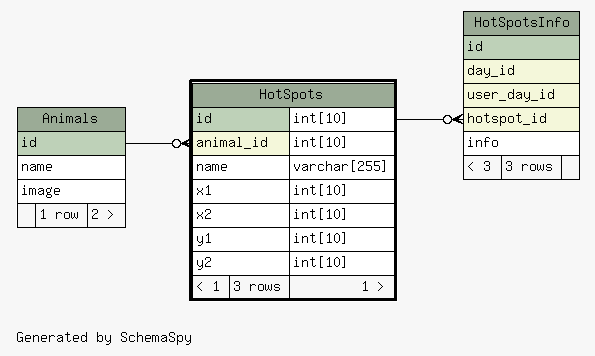 HotSpotsInfo
id
day_id
user_day_id
hotspot_id
info
< 3 3 rows
HotSpots
id int[10]
animal_id int[10]
name varchar[255]
x1 int[10]
x2 int[10]
y1 int[10]
y2 int[10]
< 1 3 rows 1 >
Animals
id
name
image
1 row 2 >
Generated by SchemaSpy